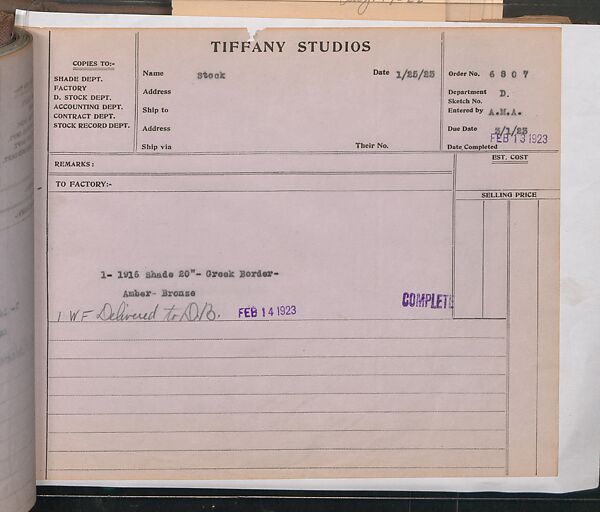 TIFFANY STUDIOS
COPIES TO:-
SHADE DEPT.
FACTORY
D. STOCK DEPT.
ACCOUNTING DEPT.
CONTRACT DEPT.
STOCK RECORD DEPT.
Name Stock Date 1/25/23
Address
Ship to
Address
Ship via Their No.
Order No. 6807
Department D.
Sketch No.
Entered by A.M.A.
Due Date 3/1/23
FEB 13 1923
Date Completed
REMARKS:
EST. COST
TO FACTORY:-
SELLING PRICE
1- 1915 Shade 20"- Greek Border-
Amber- Bronze
1 WF Delivered to D.B. FEB 14 1923
COMPLETE